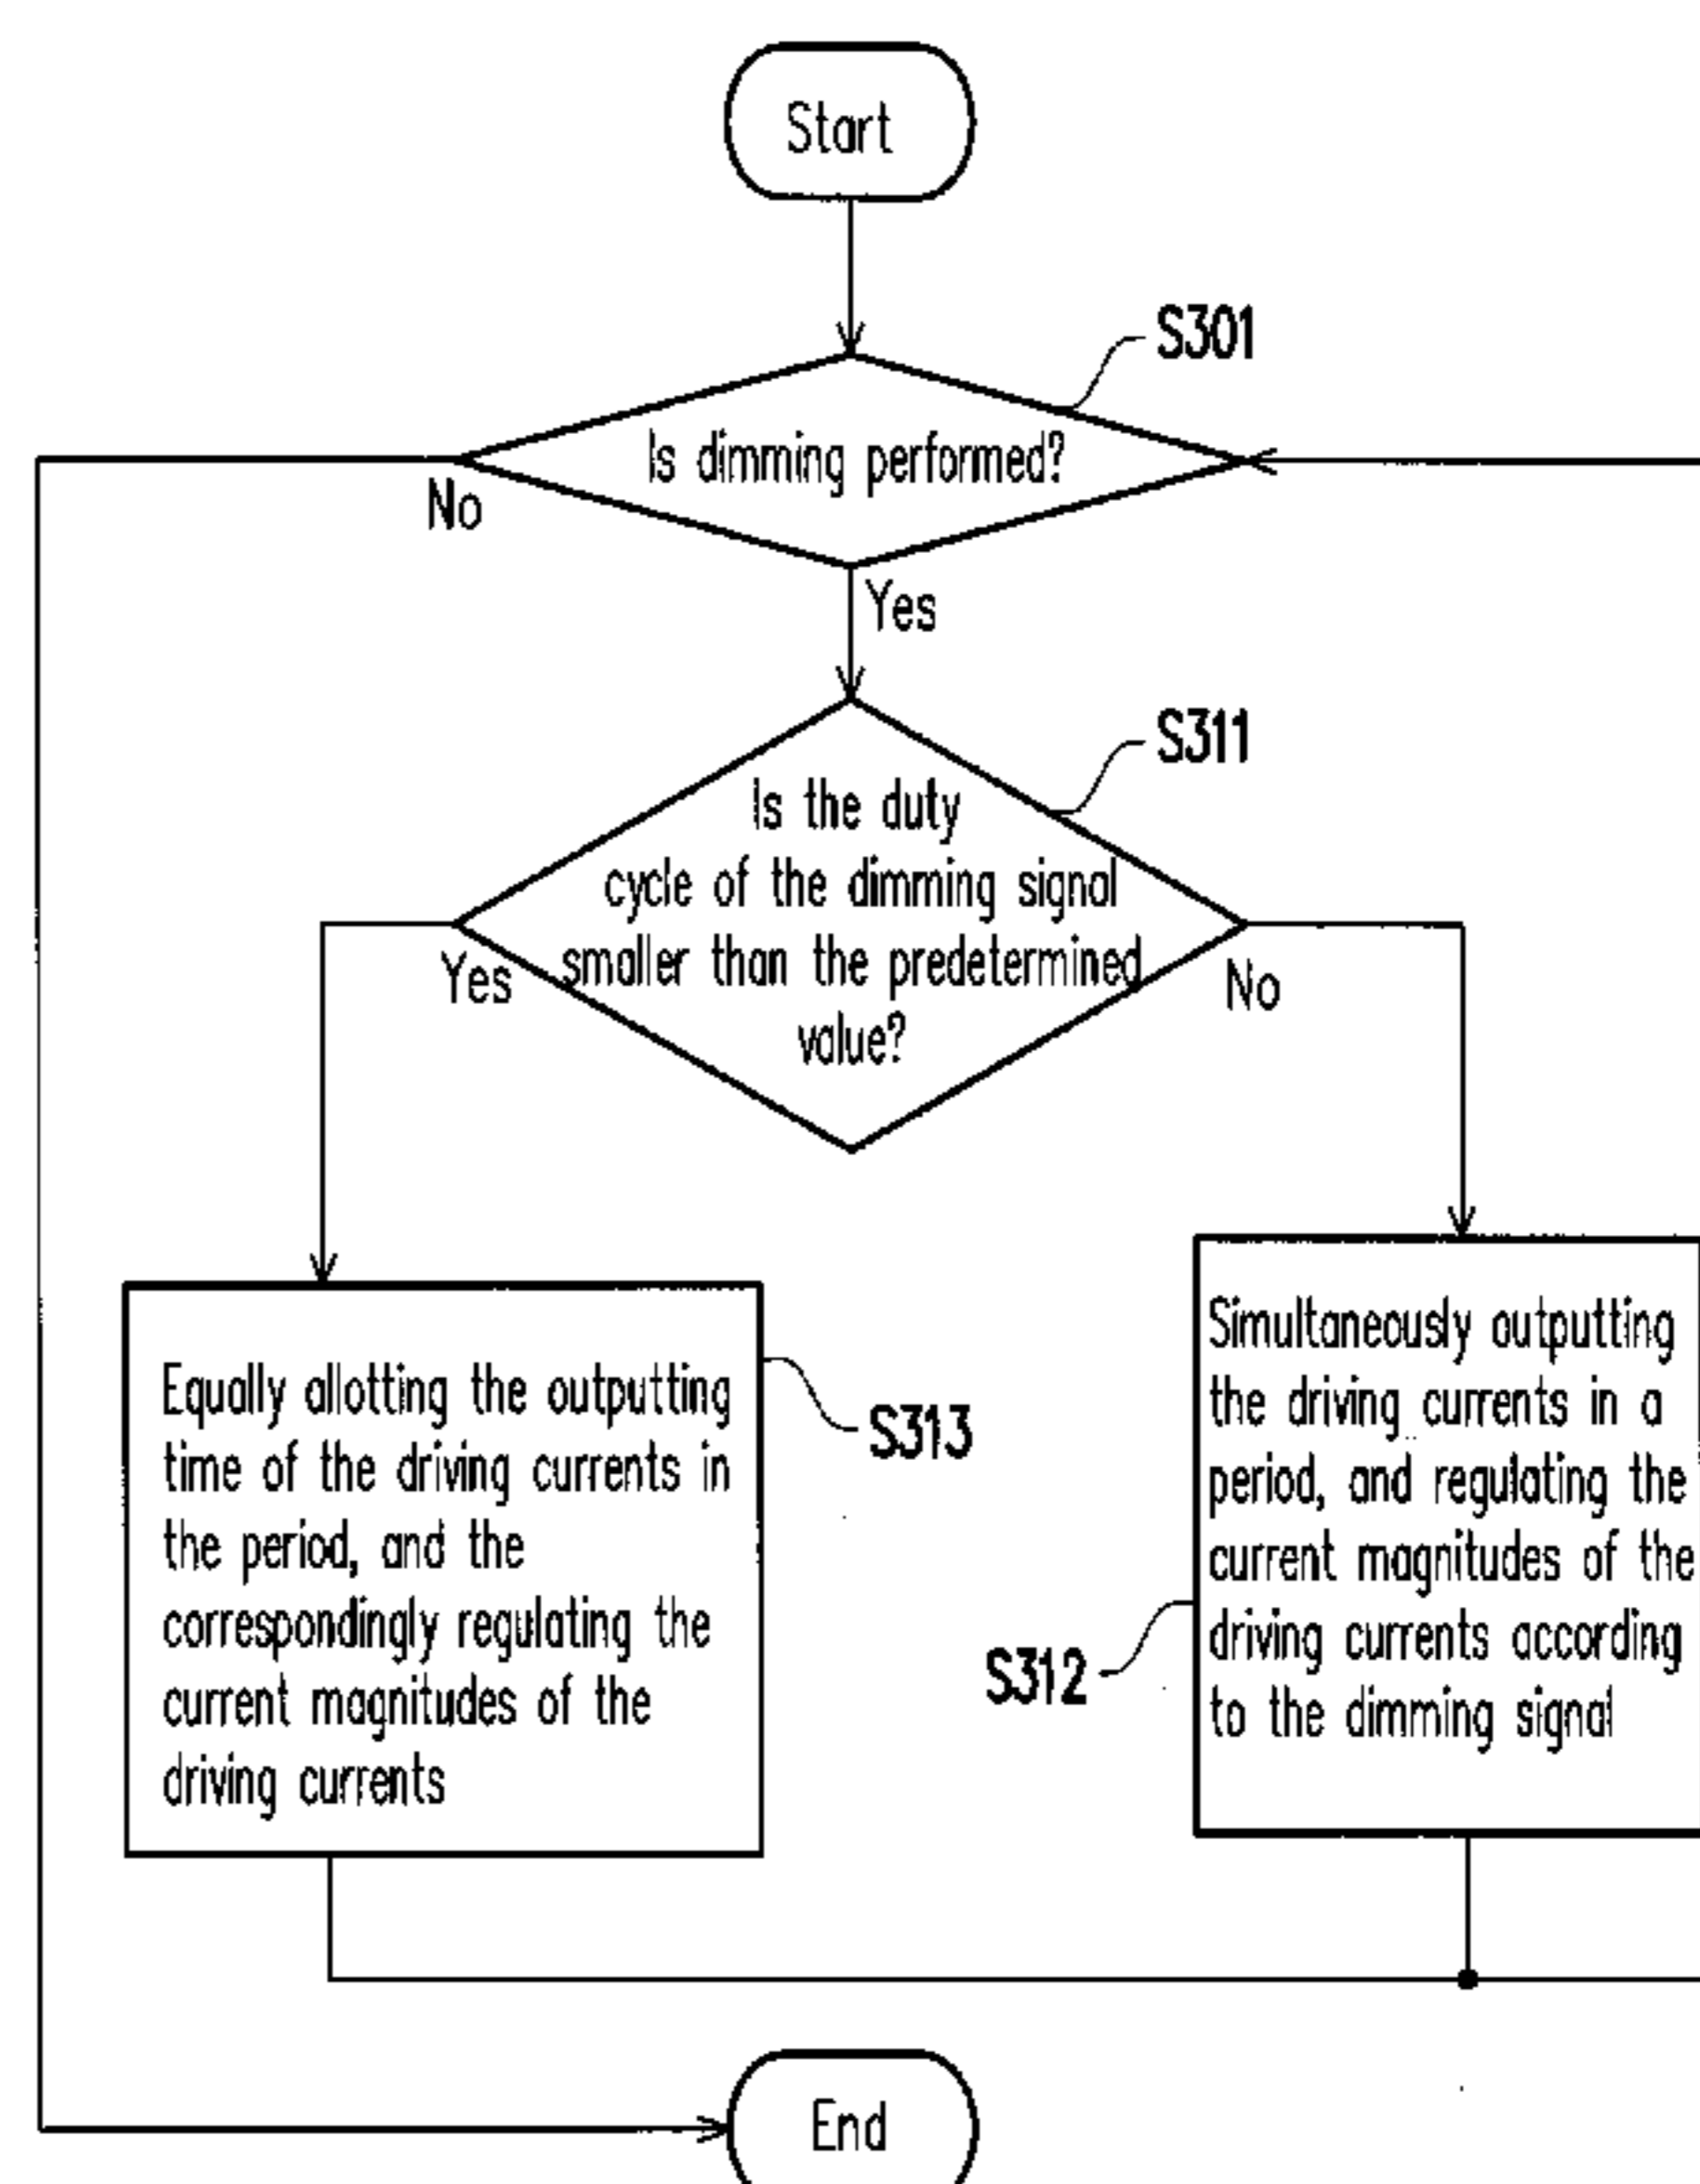 Start
S301
Is dimming performed?
No
Yes
S311
Is the duty
cycle of the dimming signal
smaller than the predetermined
value?
Yes
No
Equally allotting the outputting
time of the driving currents in
the period, and the
correspondingly regulating the
current magnitudes of the
driving currents
S313
Simultaneously outputting
the driving currents in a
period, and regulating the
current magnitudes of the
driving currents according
to the dimming signal
S312
End